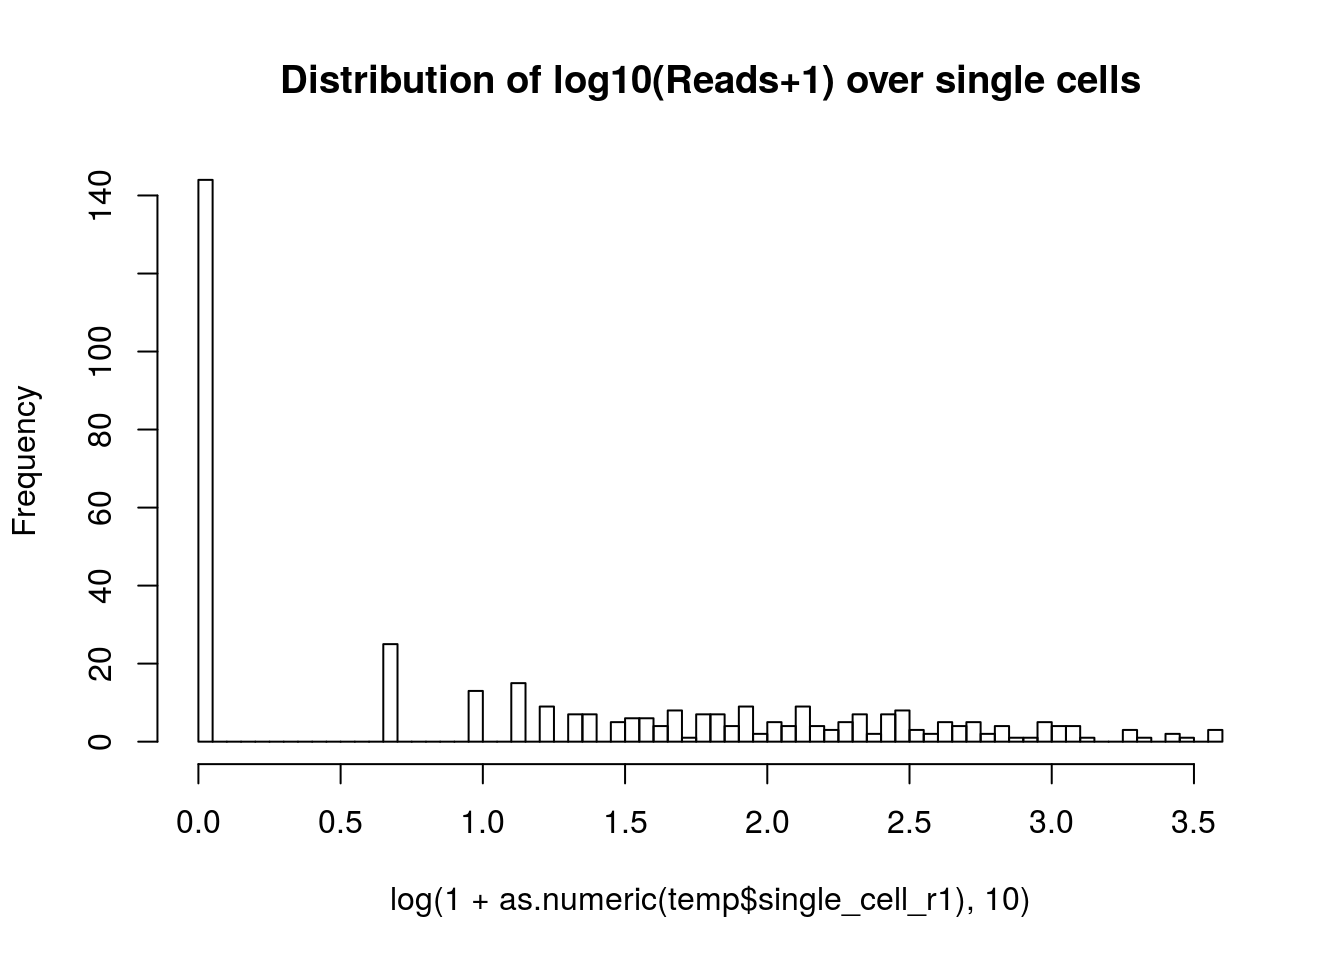 Distribution of log10(Reads+1) over single cells
Frequency
140
100
80
60
40
20
0
0.0 0.5 1.0 1.5 2.0 2.5 3.0 3.5
log(1 + as.numeric(temp$single_cell_r1), 10)